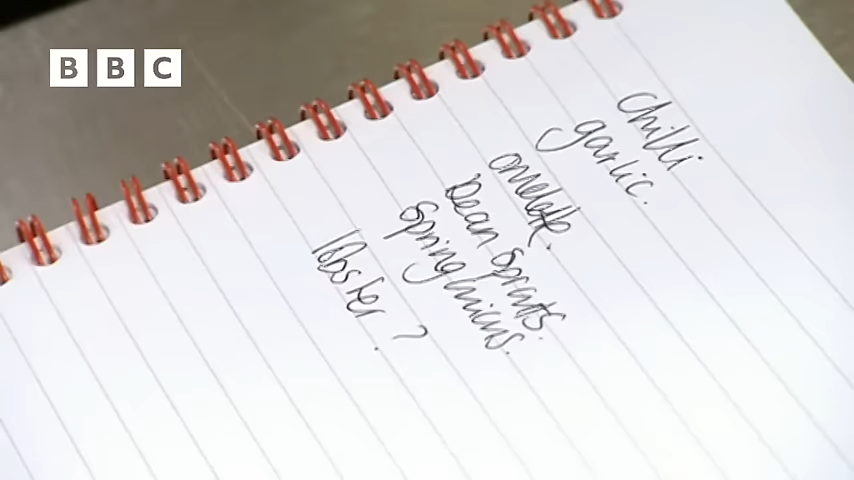 BBC
chilli
garlic.
omelette.
Bean sprouts.
Spring onions.
lobster. ?